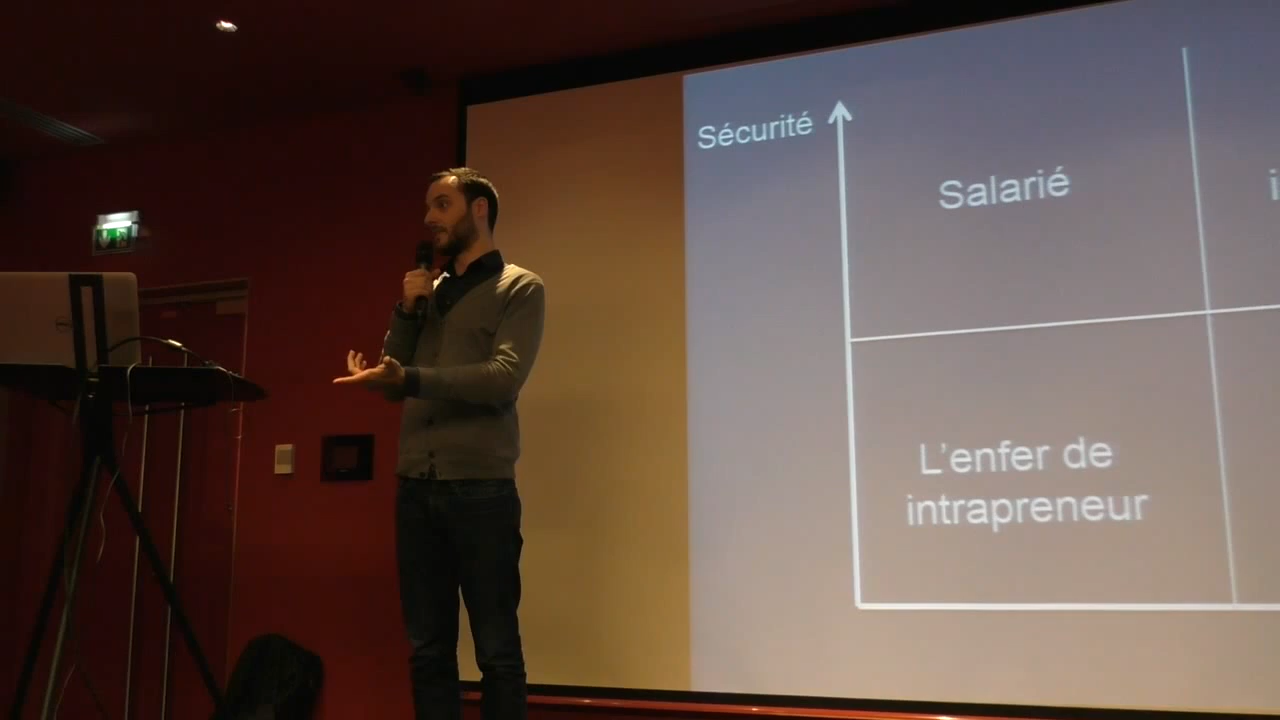 Sécurité
Salarié
L'enfer de
intrapreneur